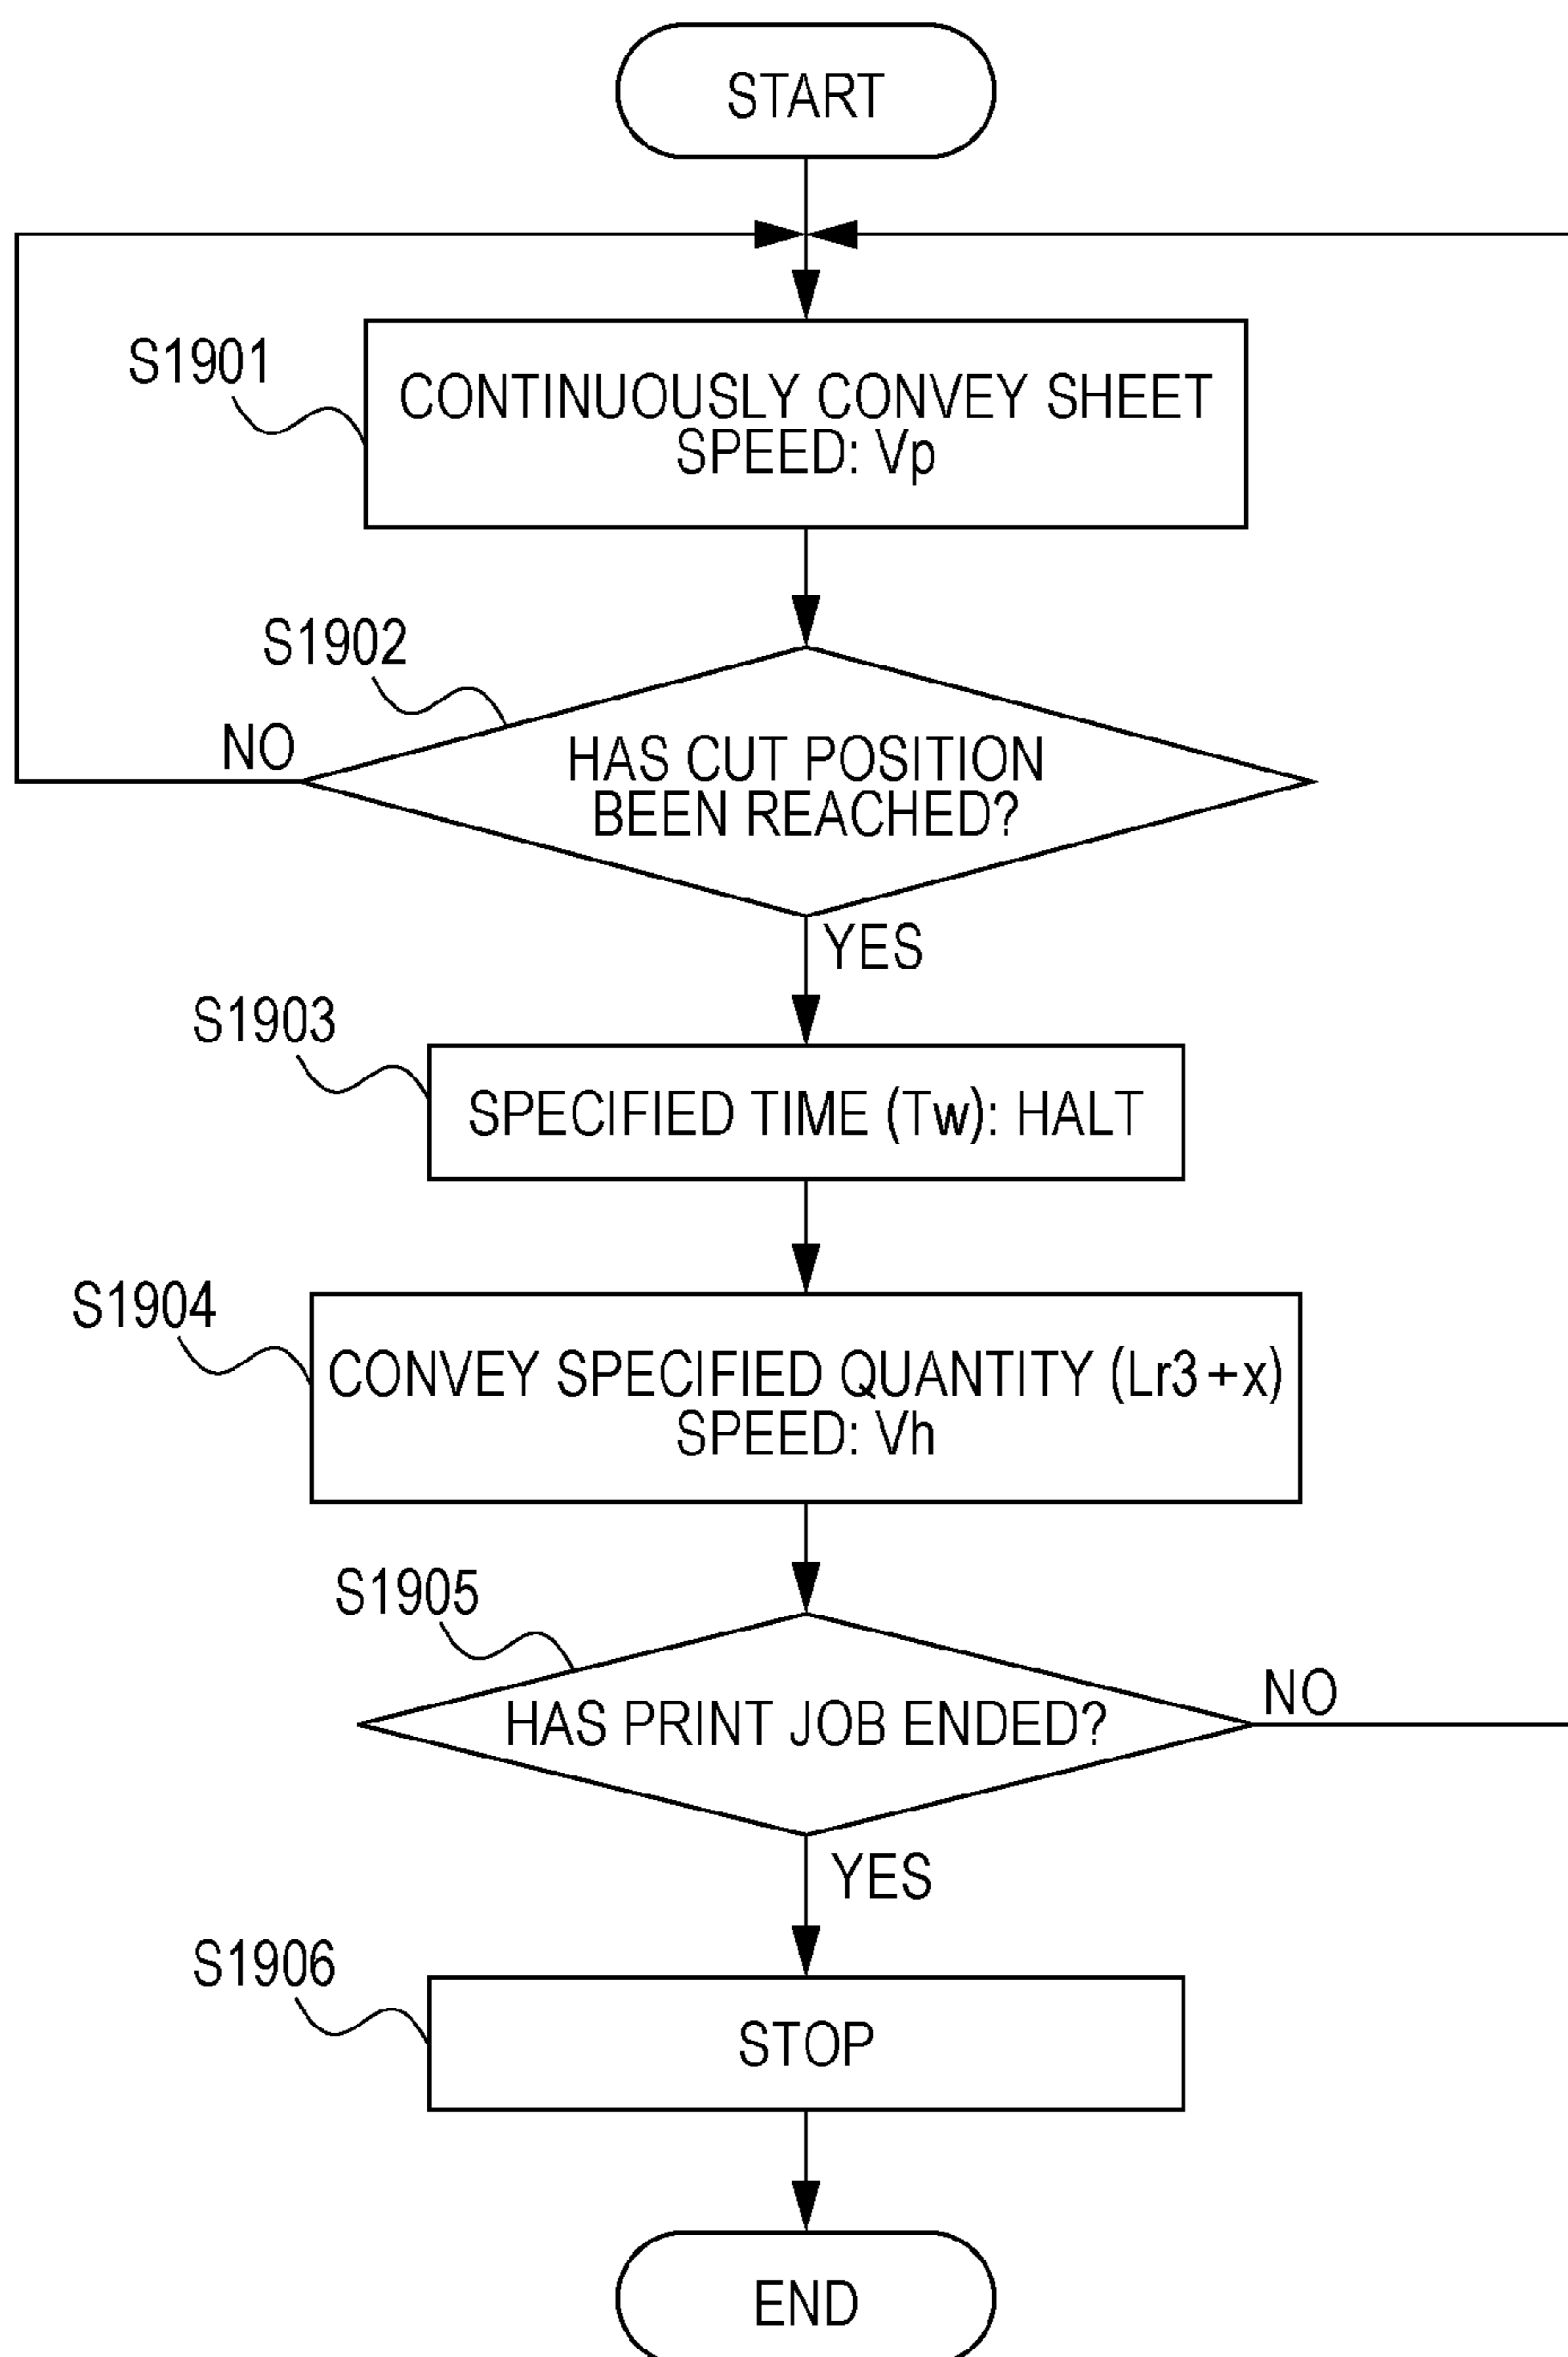 START
S1901
CONTINUOUSLY CONVEY SHEET
SPEED: Vp
S1902
NO
HAS CUT POSITION
BEEN REACHED?
YES
S1903
SPECIFIED TIME (Tw): HALT
S1904
CONVEY SPECIFIED QUANTITY (Lr3+x)
SPEED: Vh
S1905
HAS PRINT JOB ENDED?
NO
YES
S1906
STOP
END